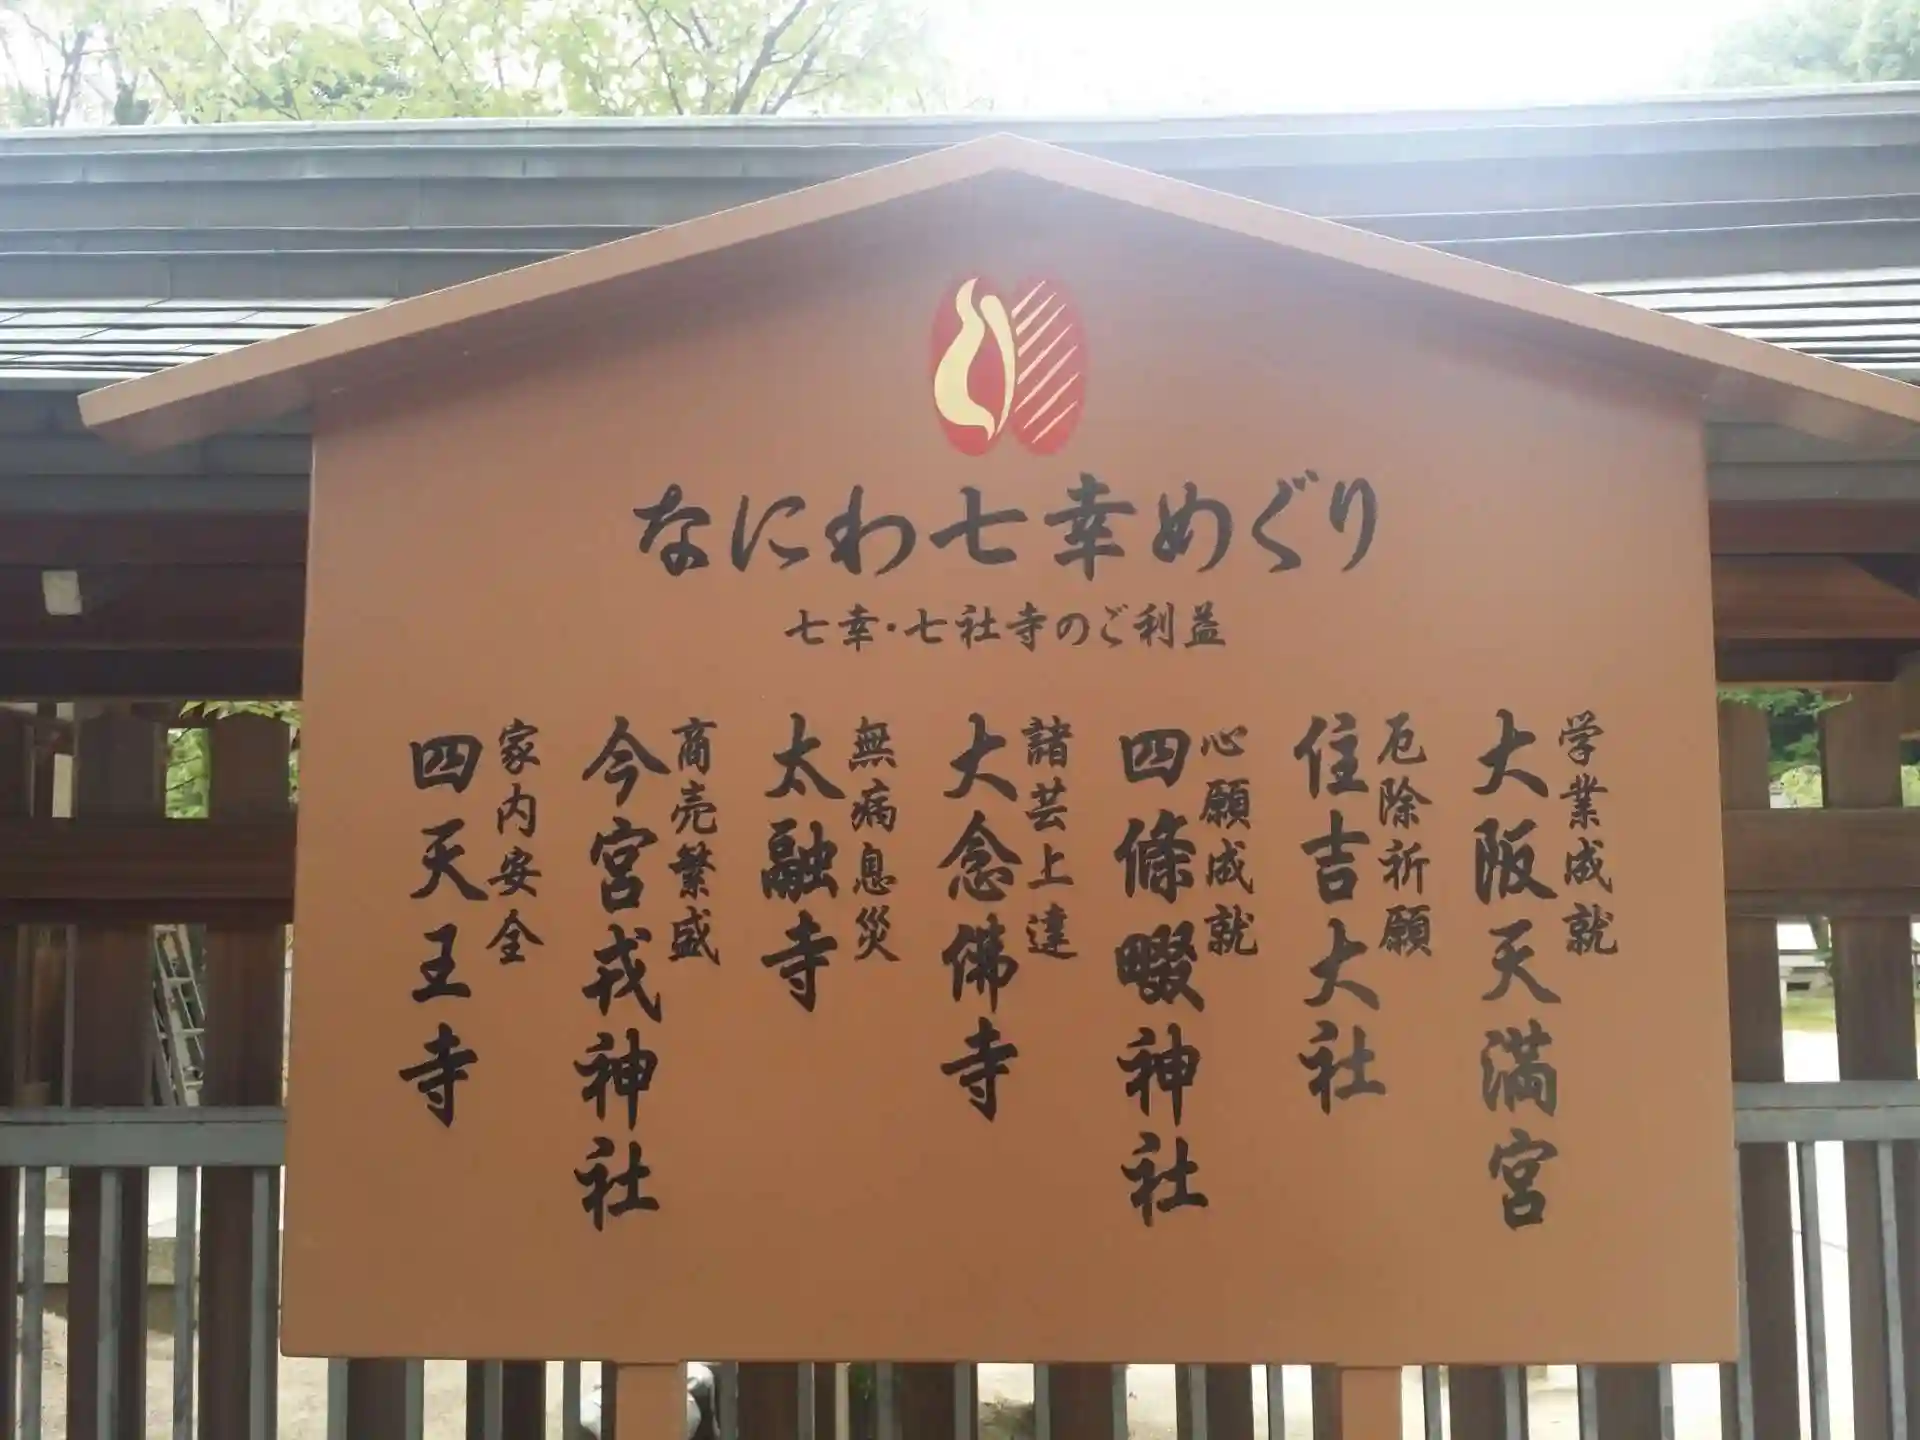 なにわ七幸めぐり
七幸・七社寺のご利益
学業成就
大阪天満宮
厄除祈願
住吉大社
心願成就
四條畷神社
諸芸上達
大念佛寺
無病息災
太融寺
商売繁盛
今宮戎神社
家内安全
四天王寺